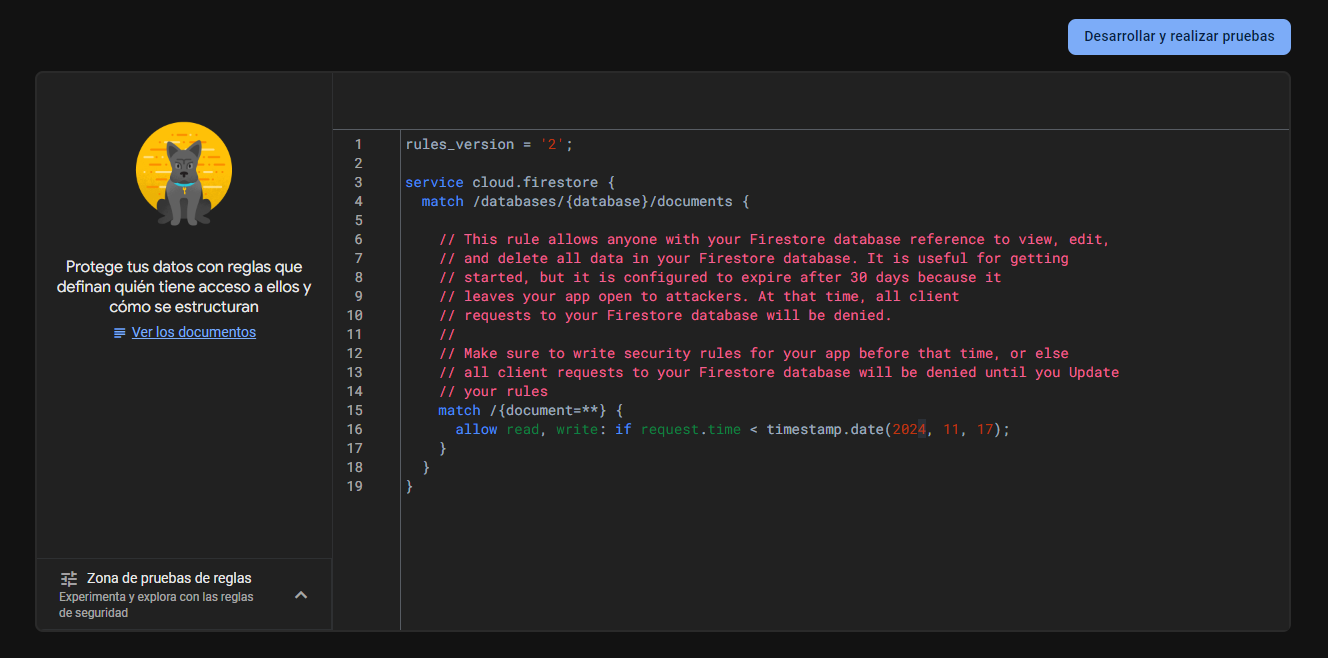 Desarrollar y realizar pruebas
Protege tus datos con reglas que
definan quién tiene acceso a ellos y
cómo se estructuran
Ver los documentos
Zona de pruebas de reglas
Experimenta y explora con las reglas
de seguridad
1 rules_version = '2';
2
3 service cloud.firestore {
4 match /databases/{database}/documents {
5
6 // This rule allows anyone with your Firestore database reference to view, edit,
7 // and delete all data in your Firestore database. It is useful for getting
8 // started, but it is configured to expire after 30 days because it
9 // leaves your app open to attackers. At that time, all client
10 // requests to your Firestore database will be denied.
11 //
12 // Make sure to write security rules for your app before that time, or else
13 // all client requests to your Firestore database will be denied until you Update
14 // your rules
15 match /{document=**} {
16 allow read, write: if request.time < timestamp.date(2024, 11, 17);
17 }
18 }
19 }